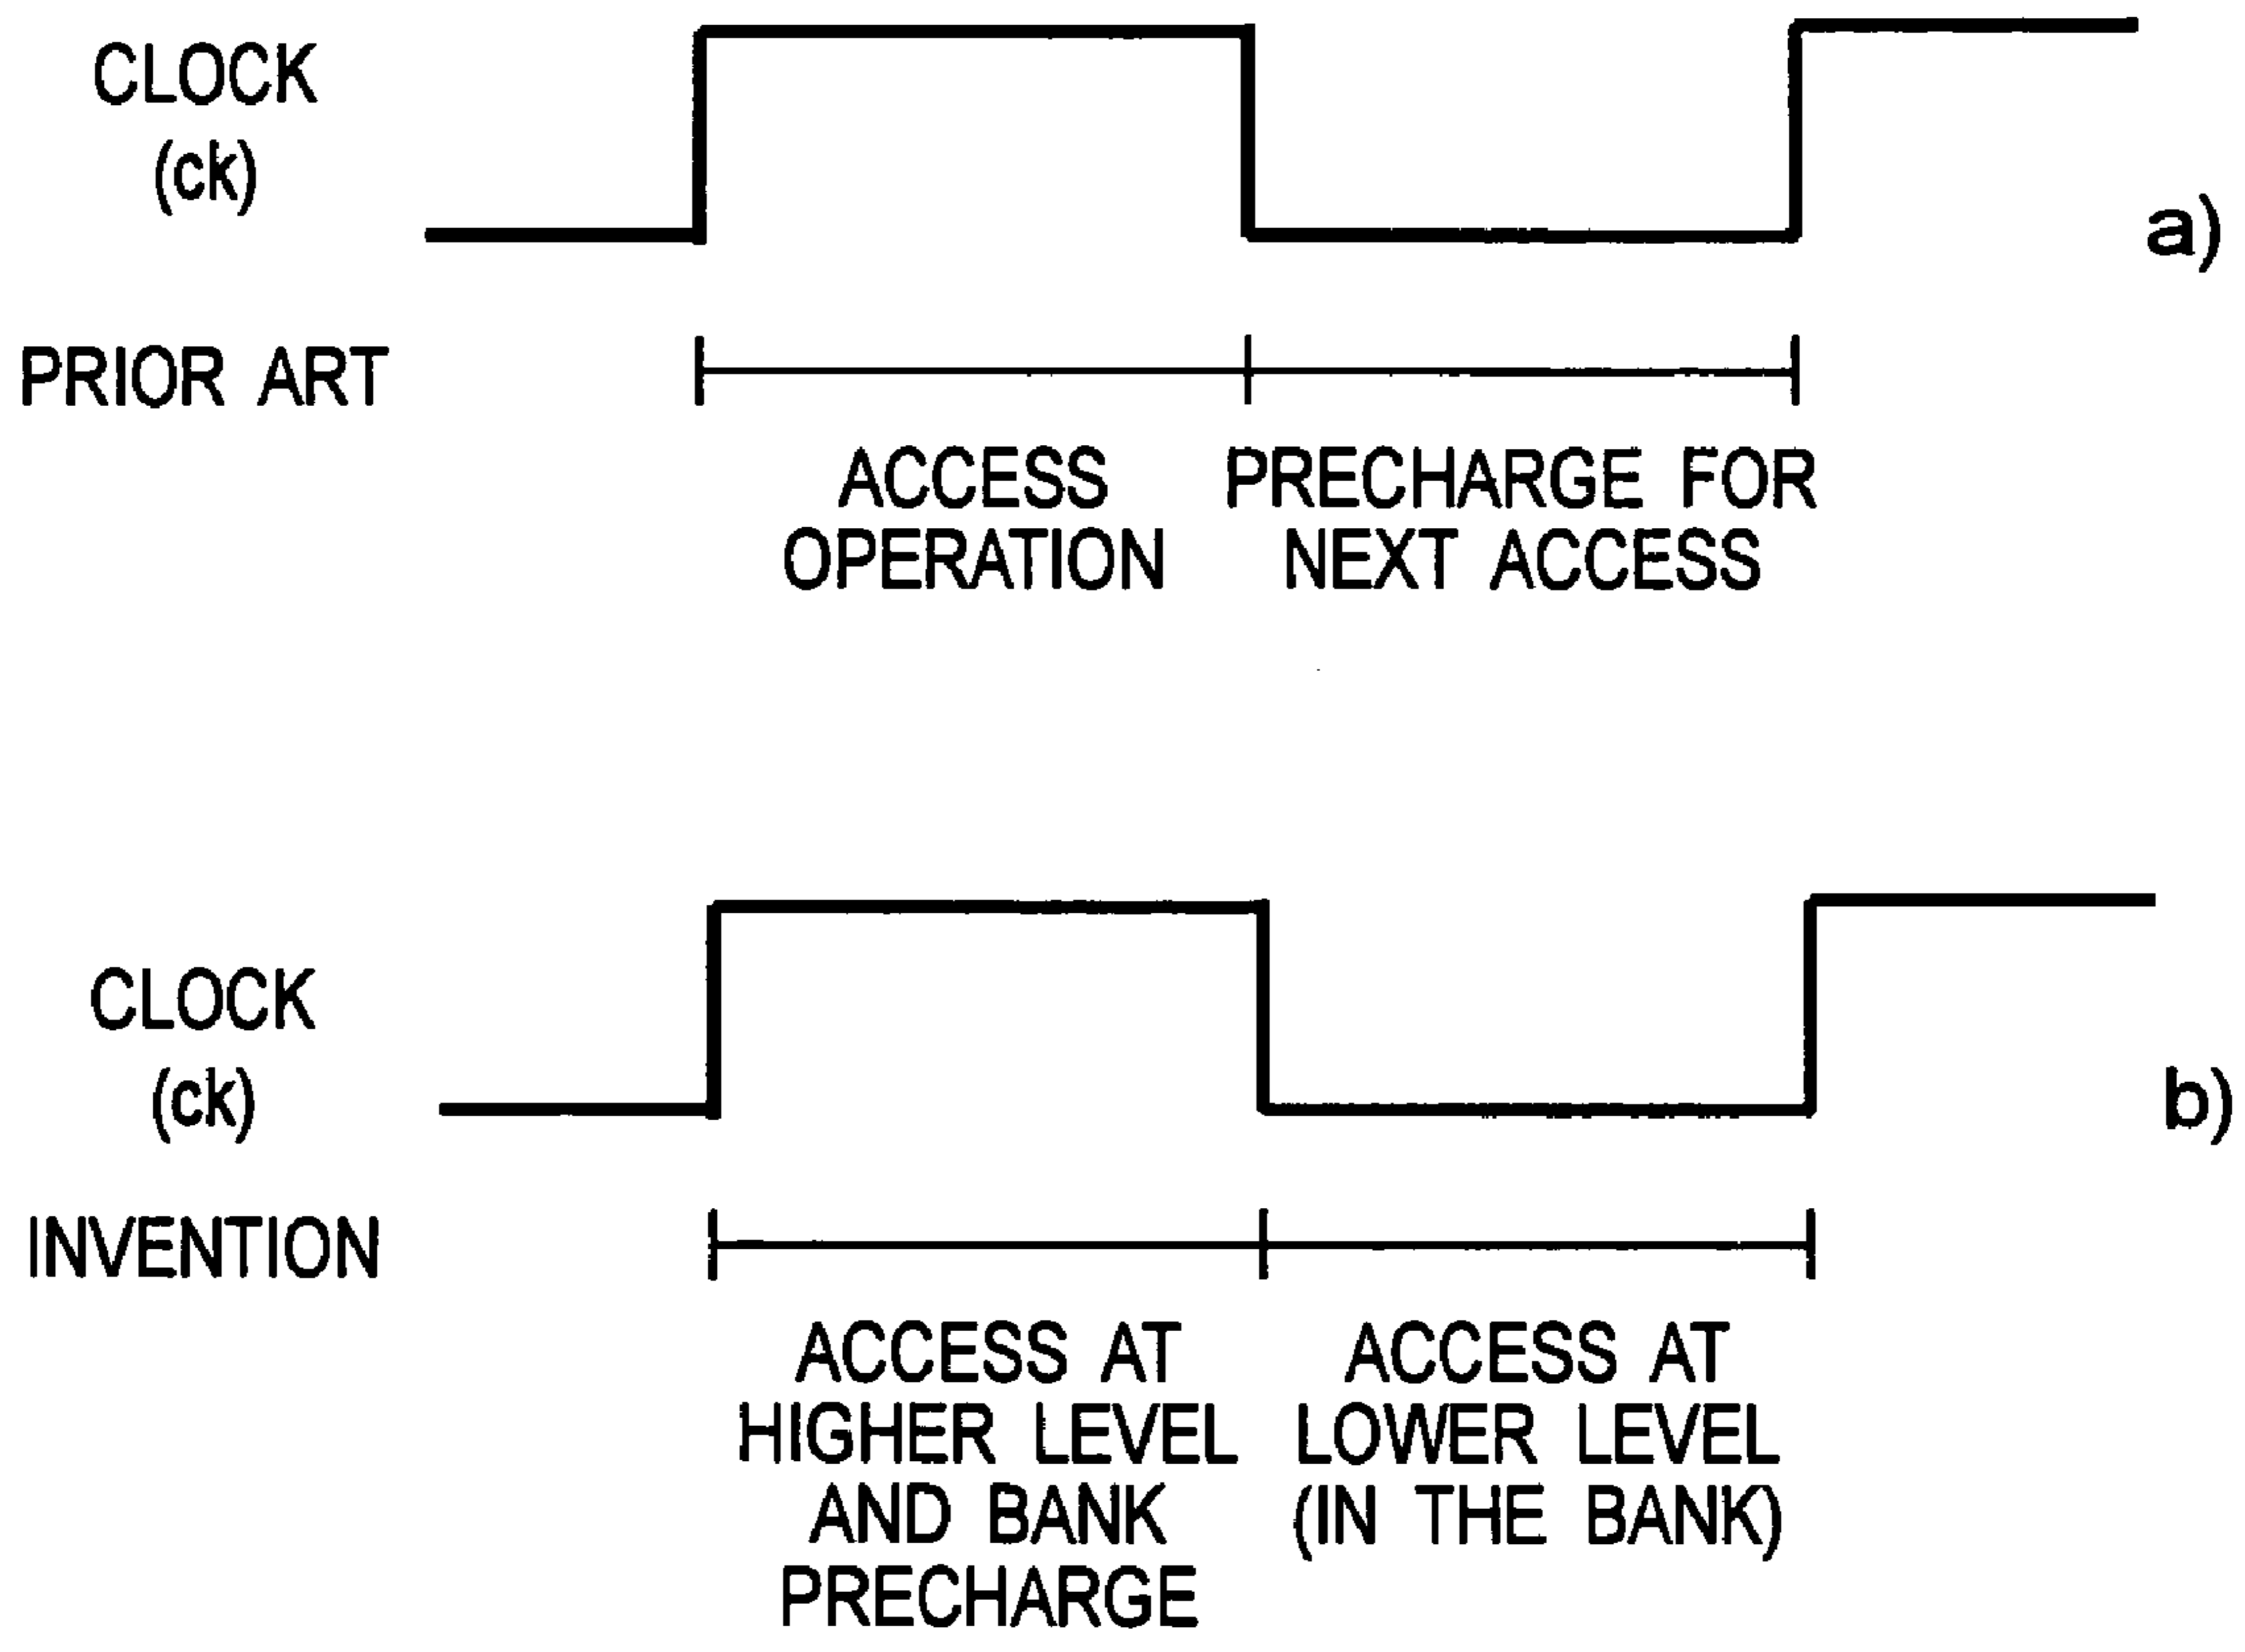 CLOCK
(ck)
a)
PRIOR ART
ACCESS OPERATION
PRECHARGE FOR NEXT ACCESS
CLOCK
(ck)
b)
INVENTION
ACCESS AT
HIGHER LEVEL
AND BANK
PRECHARGE
ACCESS AT
LOWER LEVEL
(IN THE BANK)